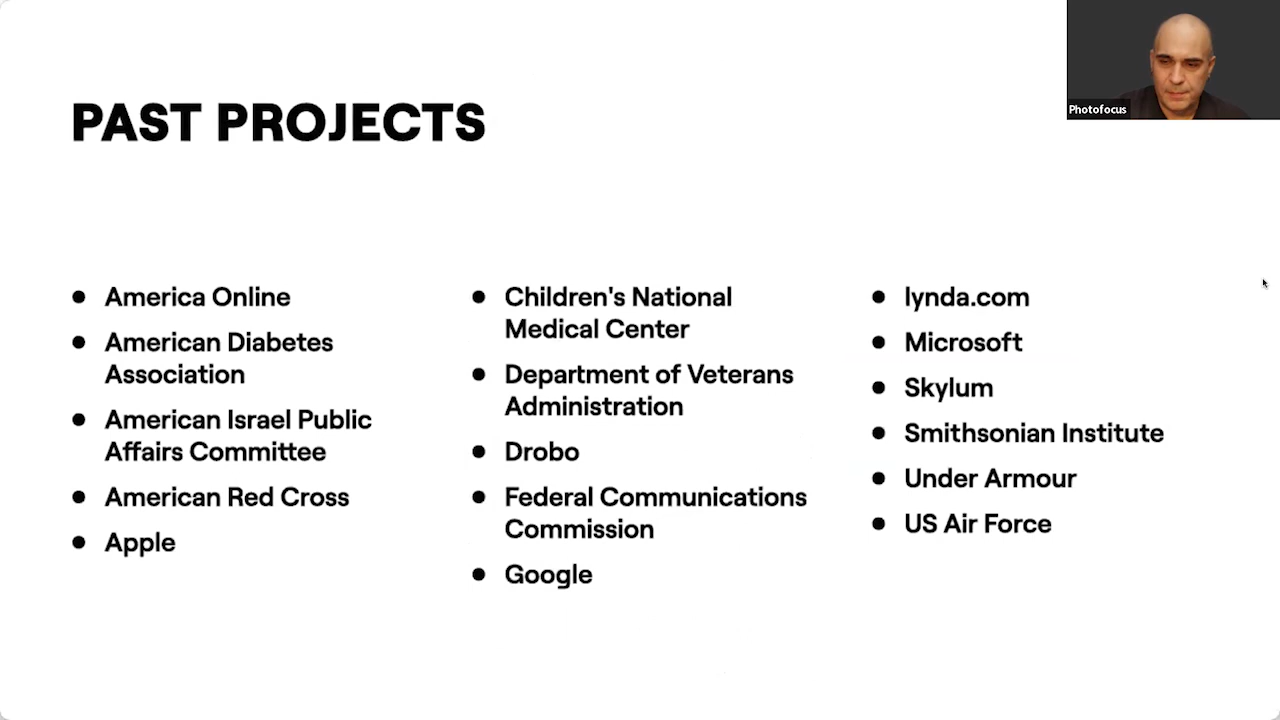 PAST PROJECTS
Photofocus
America Online
American Diabetes
Association
American Israel Public
Affairs Committee
American Red Cross
Apple
Children's National
Medical Center
Department of Veterans
Administration
Drobo
Federal Communications
Commission
Google
lynda.com
Microsoft
Skylum
Smithsonian Institute
Under Armour
US Air Force